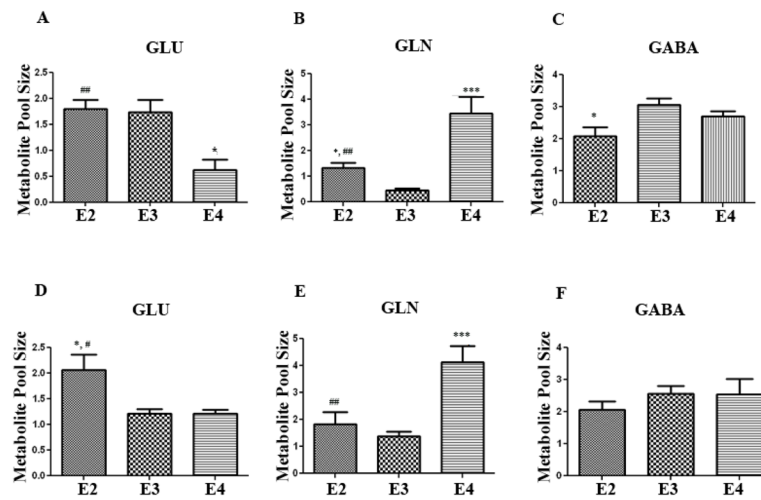 A
B
C
GLU
GLN
GABA
Metabolite Pool Size
2.5
2.0
1.5
1.0
0.5
0.0
##
*
E2
E3
E4
Metabolite Pool Size
5
4
3
2
1
0
*, ##
***
E2
E3
E4
Metabolite Pool Size
4
3
2
1
0
*
E2
E3
E4
D
E
F
GLU
GLN
GABA
Metabolite Pool Size
2.5
2.0
1.5
1.0
0.5
0.0
*, #
E2
E3
E4
Metabolite Pool Size
5
4
3
2
1
0
##
***
E2
E3
E4
Metabolite Pool Size
4
3
2
1
0
E2
E3
E4